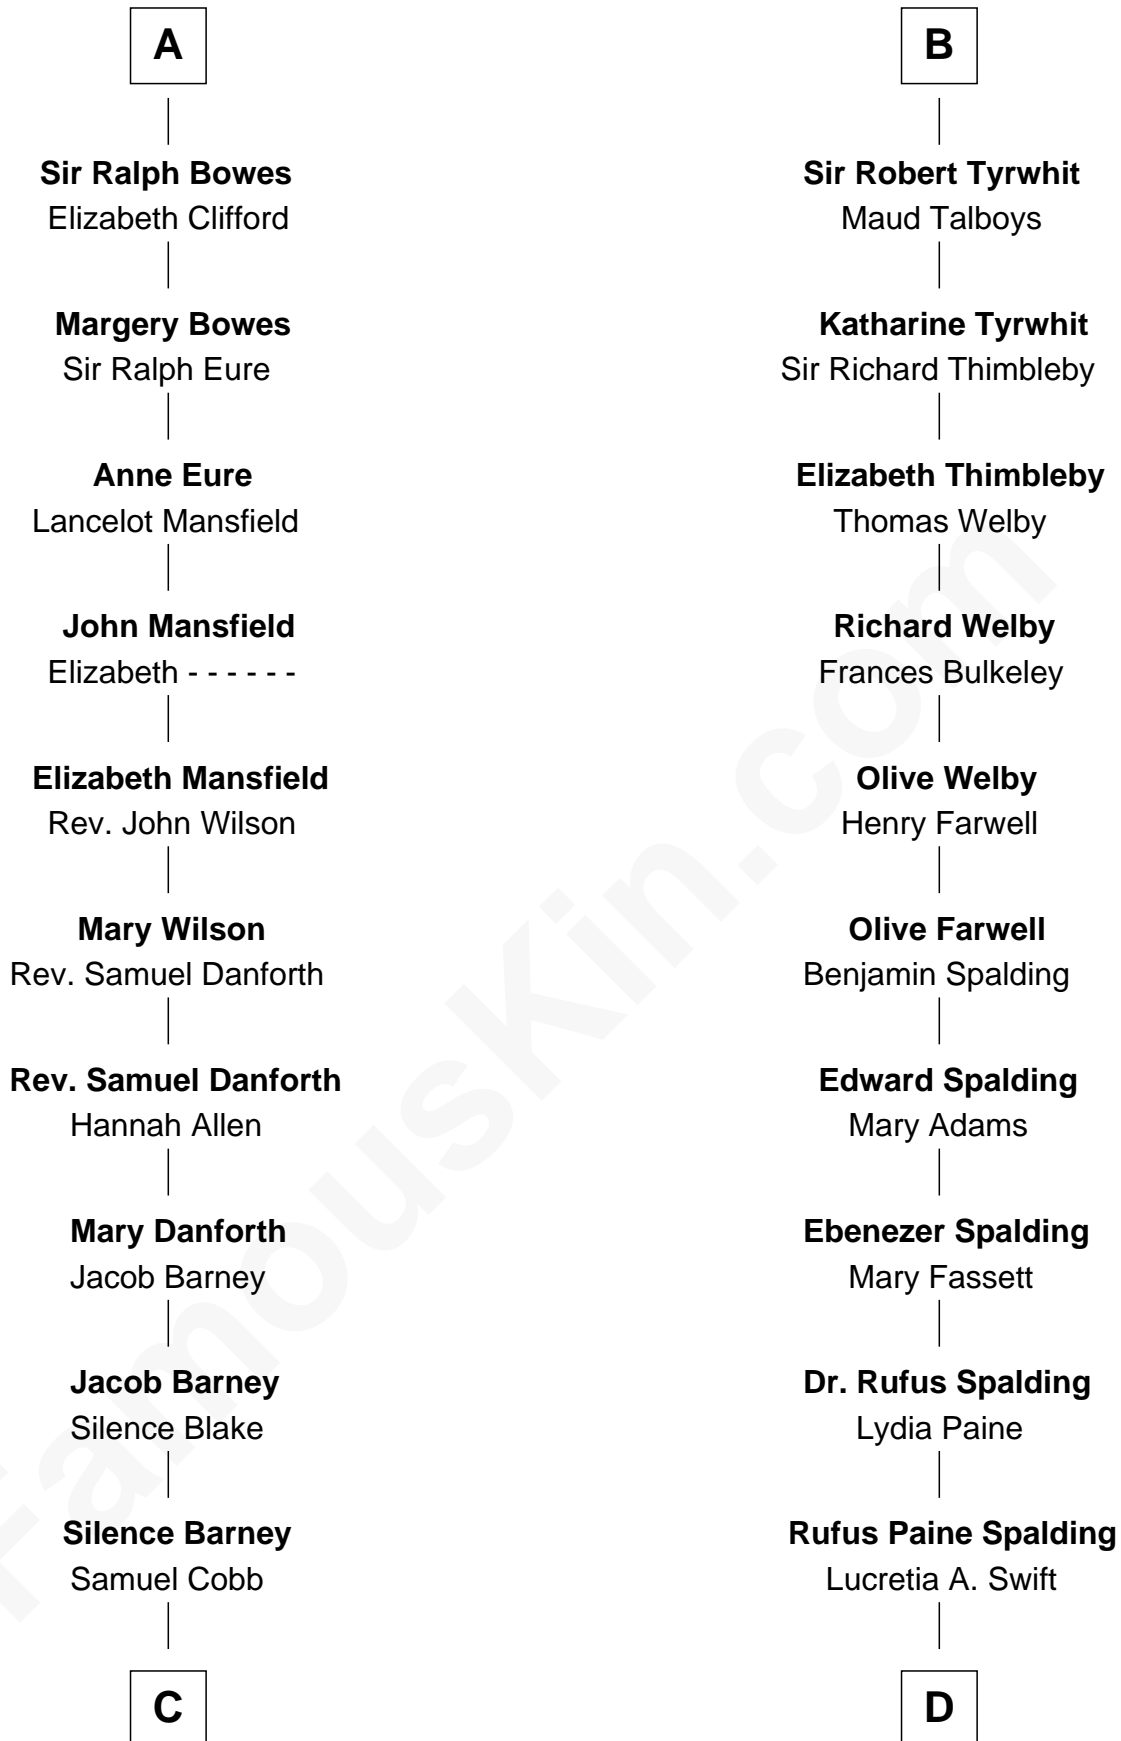 A
Sir Ralph Bowes
Elizabeth Clifford
Margery Bowes
Sir Ralph Eure
Anne Eure
Lancelot Mansfield
John Mansfield
Elizabeth - - - - - -
Elizabeth Mansfield
Rev. John Wilson
Mary Wilson
Rev. Samuel Danforth
Rev. Samuel Danforth
Hannah Allen
Mary Danforth
Jacob Barney
Jacob Barney
Silence Blake
Silence Barney
Samuel Cobb
C
B
Sir Robert Tyrwhit
Maud Talboys
Katharine Tyrwhit
Sir Richard Thimbleby
Elizabeth Thimbleby
Thomas Welby
Richard Welby
Frances Bulkeley
Olive Welby
Henry Farwell
Olive Farwell
Benjamin Spalding
Edward Spalding
Mary Adams
Ebenezer Spalding
Mary Fassett
Dr. Rufus Spalding
Lydia Paine
Rufus Paine Spalding
Lucretia A. Swift
D
FamousKin.com